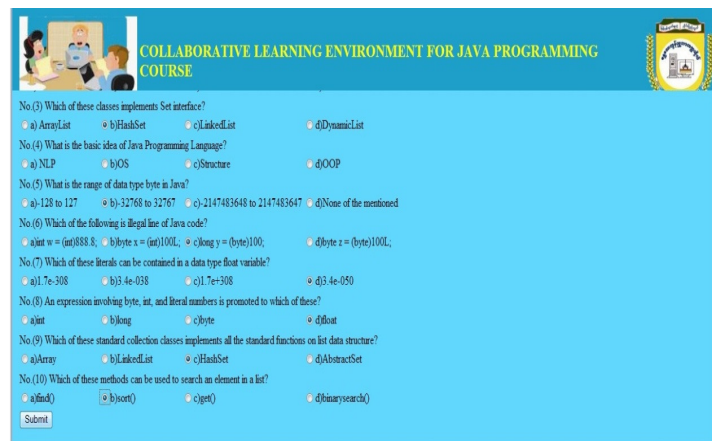 COLLABORATIVE LEARNING ENVIRONMENT FOR JAVA PROGRAMMING
COURSE
No.(3) Which of these classes implements Set interface?
a) ArrayList b)HashSet c)LinkedList d)DynamicList
No.(4) What is the basic idea of Java Programming Language?
a) NLP b)OS c)Structure d)OOP
No.(5) What is the range of data type byte in Java?
a)-128 to 127 b)-32768 to 32767 c)-2147483648 to 2147483647 d)None of the mentioned
No.(6) Which of the following is illegal line of Java code?
a)int w = (int)888.8; b)byte x = (int)100L; c)long y = (byte)100; d)byte z = (byte)100L;
No.(7) Which of these literals can be contained in a data type float variable?
a)1.7e-308 b)3.4e-038 c)1.7e+308 d)3.4e-050
No.(8) An expression involving byte, int, and literal numbers is promoted to which of these?
a)int b)long c)byte d)float
No.(9) Which of these standard collection classes implements all the standard functions on list data structure?
a)Array b)LinkedList c)HashSet d)AbstractSet
No.(10) Which of these methods can be used to search an element in a list?
a)find() b)sort() c)get() d)binarysearch()
Submit